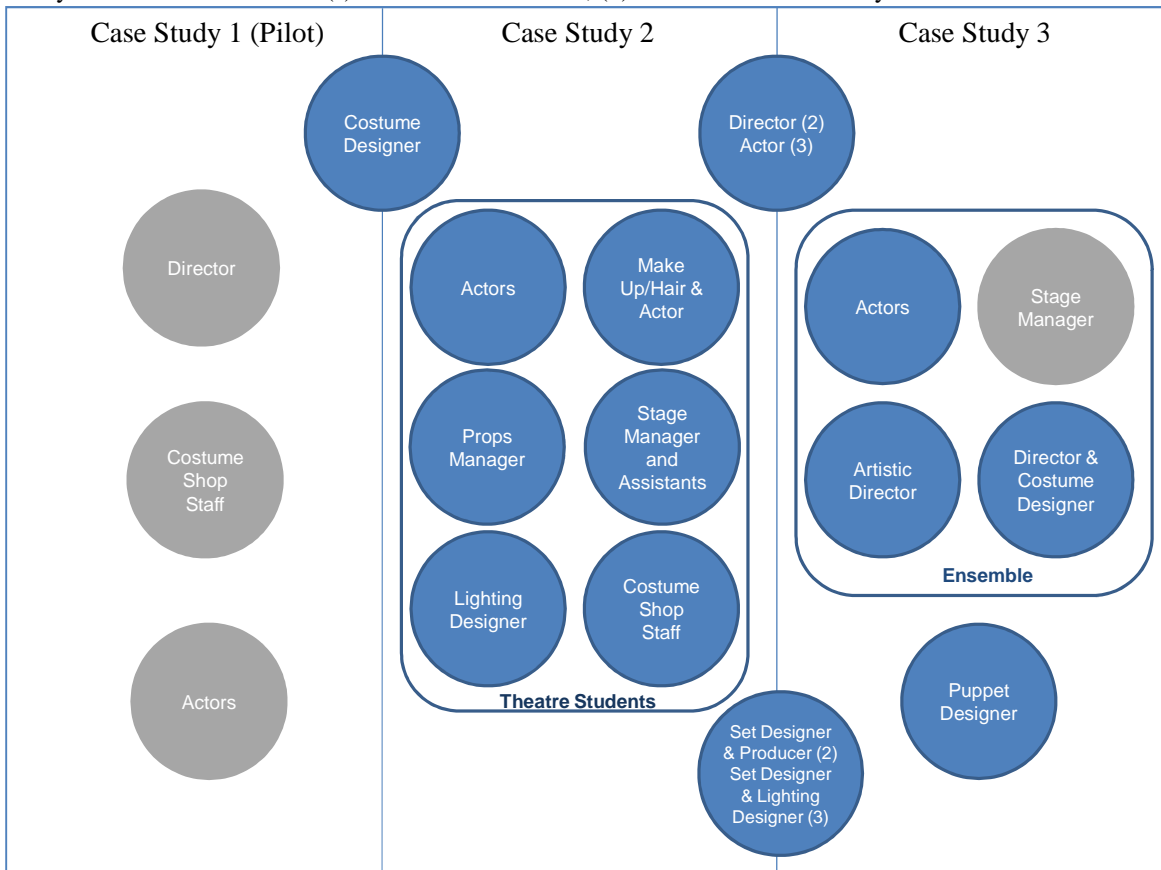 Case Study 1 (Pilot)
Case Study 2
Case Study 3
Costume
Designer
Director (2)
Actor (3)
Director
Costume
Shop
Staff
Actors
Actors
Make
Up/Hair &
Actor
Props
Manager
Stage
Manager
and
Assistants
Lighting
Designer
Costume
Shop
Staff
Theatre Students
Actors
Stage
Manager
Artistic
Director
Director &
Costume
Designer
Ensemble
Puppet
Designer
Set Designer
& Producer (2)
Set Designer
& Lighting
Designer (3)